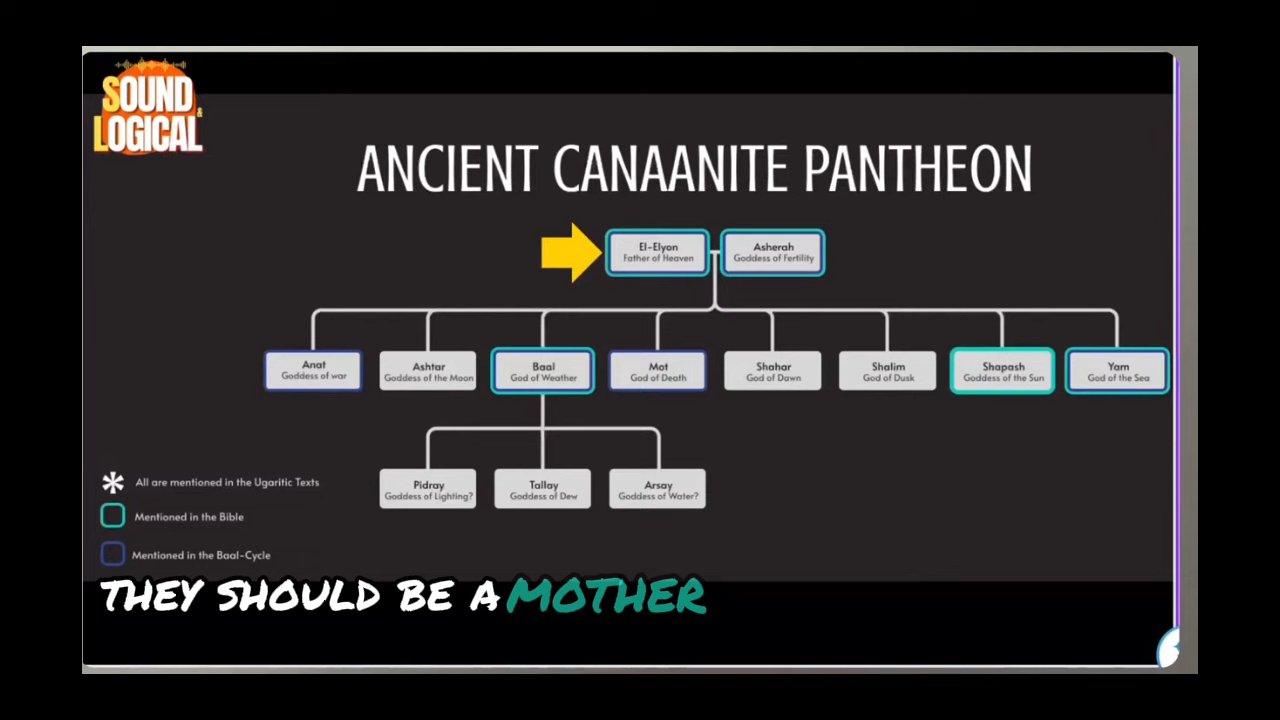 SOUND &
LOGICAL
ANCIENT CANAANITE PANTHEON
El-Elyon
Father of Heaven
Asherah
Goddess of Fertility
Anat
Goddess of war
Ashtar
Goddess of the Moon
Baal
God of Weather
Mot
God of Death
Shahar
God of Dawn
Shalim
God of Dusk
Shapash
Goddess of the Sun
Yam
God of the Sea
Pidray
Goddess of Lighting?
Tallay
Goddess of Dew
Arsay
Goddess of Water?
* All are mentioned in the Ugaritic Texts
Mentioned in the Bible
Mentioned in the Baal-Cycle
THEY SHOULD BE A MOTHER